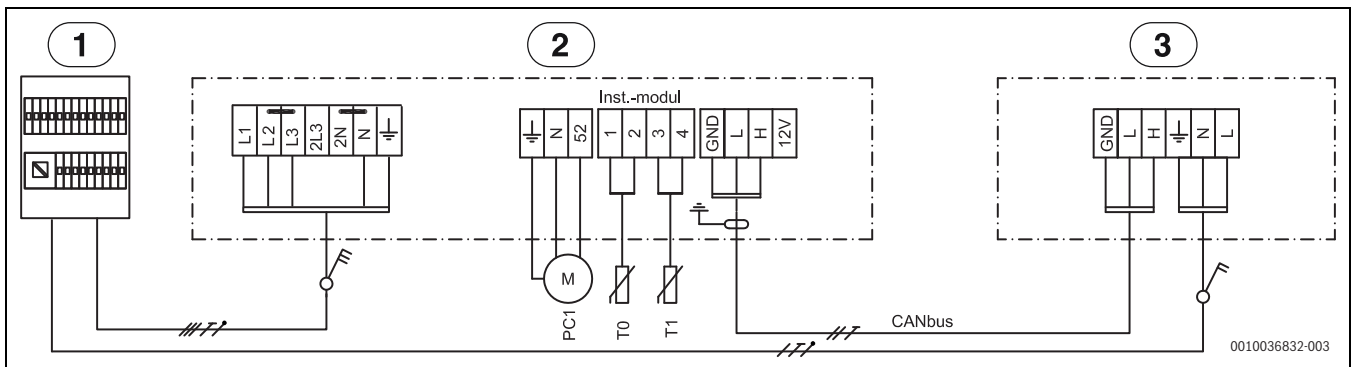 1
2
3
Inst.-modul
L1
L2
L3
2L3
2N
N
N
52
1
2
3
4
GND
L
H
12V
GND
L
H
N
L
M
PC1
T0
T1
CANbus
0010036832-003